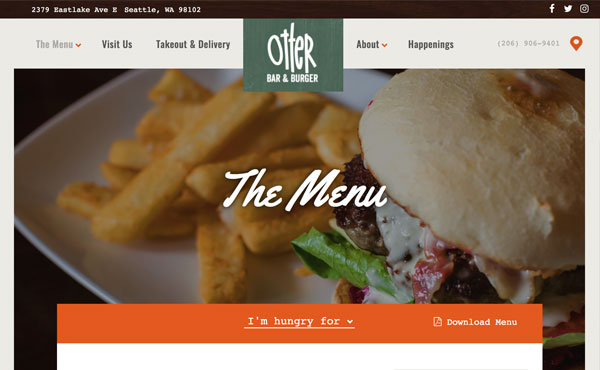 2379 Eastlake Ave E Seattle, WA 98102
The Menu Visit Us Takeout & Delivery
Otter
BAR & BURGER
About Happenings (206) 906-9401
The Menu
I'm hungry for Download Menu